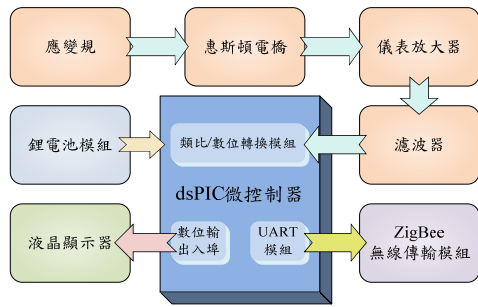 應變規
惠斯頓電橋
儀表放大器
鋰電池模組
類比/數位轉換模組
濾波器
dsPIC微控制器
液晶顯示器
數位輸
出入埠
UART
模組
ZigBee
無線傳輸模組